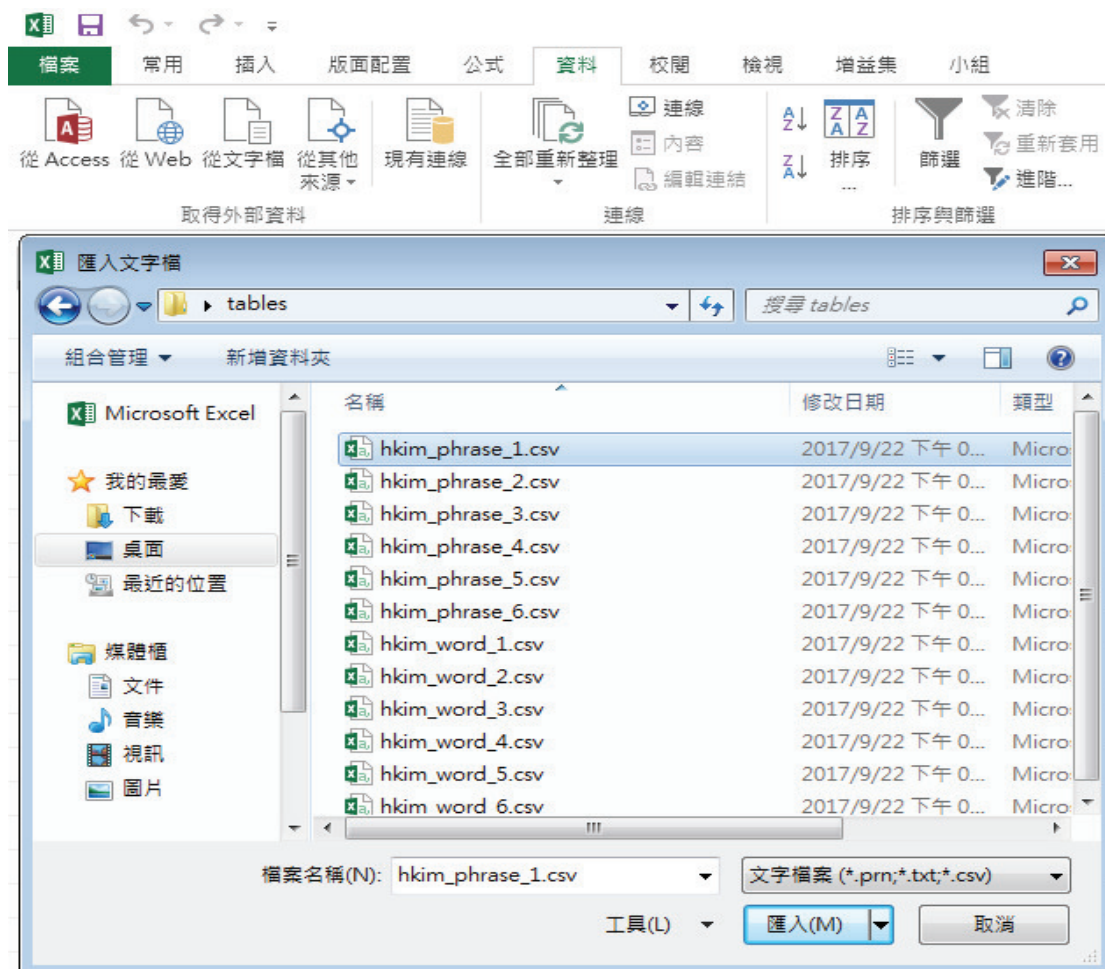 檔案 常用 插入 版面配置 公式 資料 校閱 檢視 增益集 小組
從 Access 從 Web 從文字檔 從其他來源 現有連線 全部重新整理 連線 內容 編輯連結 排序... 篩選 清除 重新套用 進階...
取得外部資料 連線 排序與篩選
匯入文字檔
tables 搜尋 tables
組合管理 新增資料夾
Microsoft Excel
我的最愛
下載
桌面
最近的位置
媒體櫃
文件
音樂
視訊
圖片
名稱 修改日期 類型
hkim_phrase_1.csv 2017/9/22 下午 0... Micro
hkim_phrase_2.csv 2017/9/22 下午 0... Micro
hkim_phrase_3.csv 2017/9/22 下午 0... Micro
hkim_phrase_4.csv 2017/9/22 下午 0... Micro
hkim_phrase_5.csv 2017/9/22 下午 0... Micro
hkim_phrase_6.csv 2017/9/22 下午 0... Micro
hkim_word_1.csv 2017/9/22 下午 0... Micro
hkim_word_2.csv 2017/9/22 下午 0... Micro
hkim_word_3.csv 2017/9/22 下午 0... Micro
hkim_word_4.csv 2017/9/22 下午 0... Micro
hkim_word_5.csv 2017/9/22 下午 0... Micro
hkim_word_6.csv 2017/9/22 下午 0... Micro
檔案名稱(N): hkim_phrase_1.csv 文字檔案 (*.prn;*.txt;*.csv)
工具(L) 匯入(M) 取消